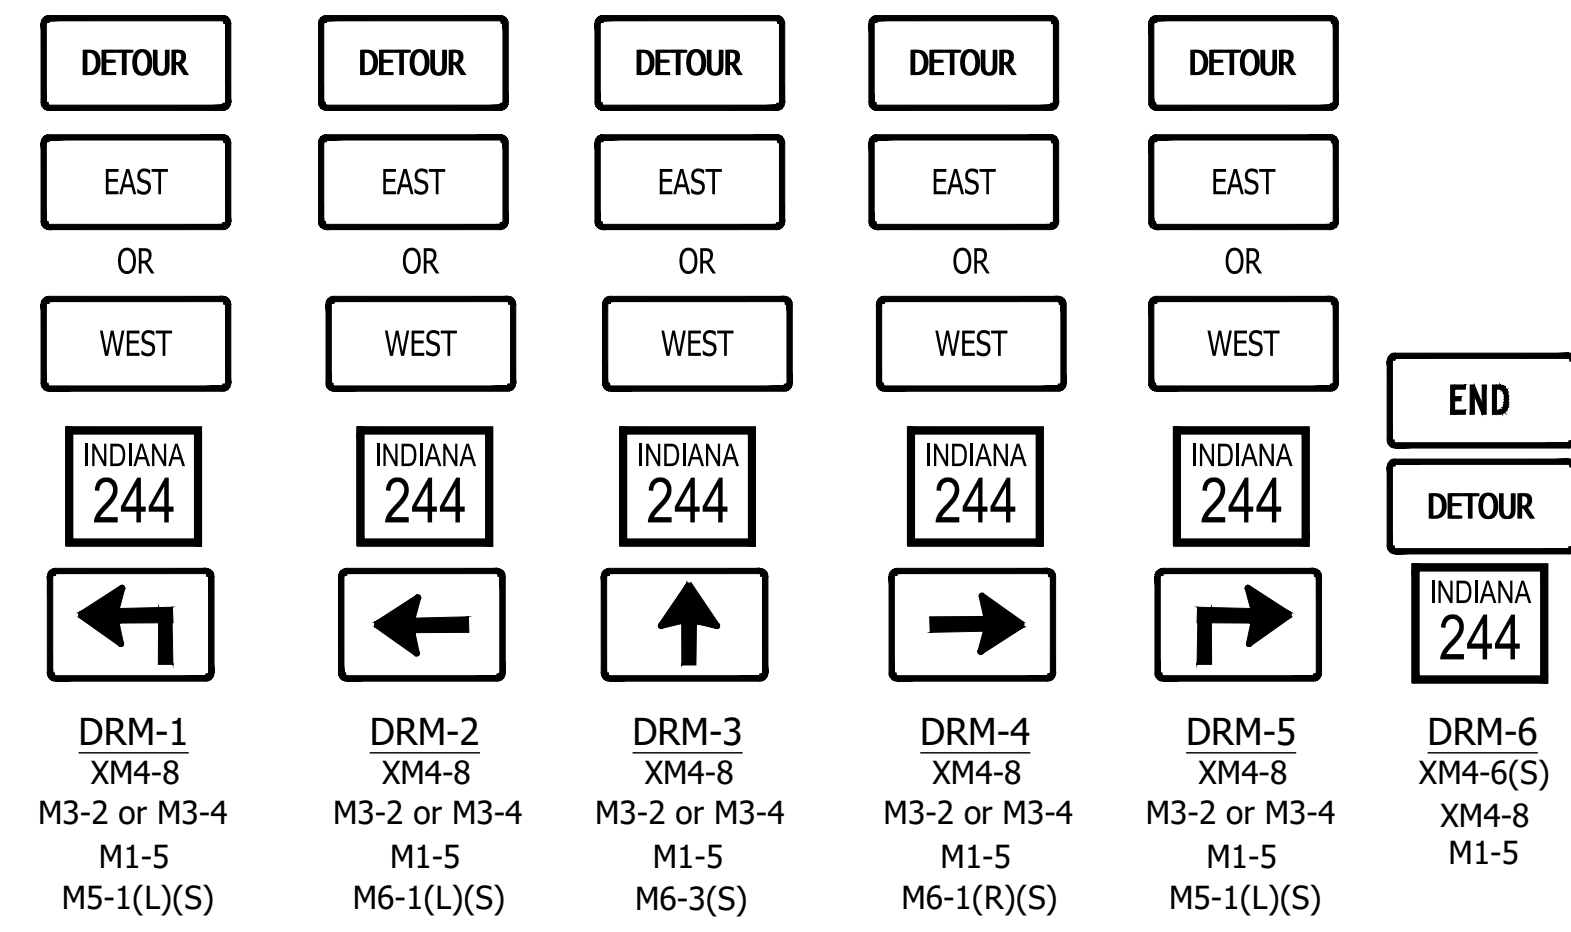 DETOUR
EAST
OR
WEST
INDIANA
244
DRM-1
XM4-8
M3-2 or M3-4
M1-5
M5-1(L)(S)
DETOUR
EAST
OR
WEST
INDIANA
244
DRM-2
XM4-8
M3-2 or M3-4
M1-5
M6-1(L)(S)
DETOUR
EAST
OR
WEST
INDIANA
244
DRM-3
XM4-8
M3-2 or M3-4
M1-5
M6-3(S)
DETOUR
EAST
OR
WEST
INDIANA
244
DRM-4
XM4-8
M3-2 or M3-4
M1-5
M6-1(R)(S)
DETOUR
EAST
OR
WEST
INDIANA
244
DRM-5
XM4-8
M3-2 or M3-4
M1-5
M5-1(L)(S)
END
DETOUR
INDIANA
244
DRM-6
XM4-6(S)
XM4-8
M1-5